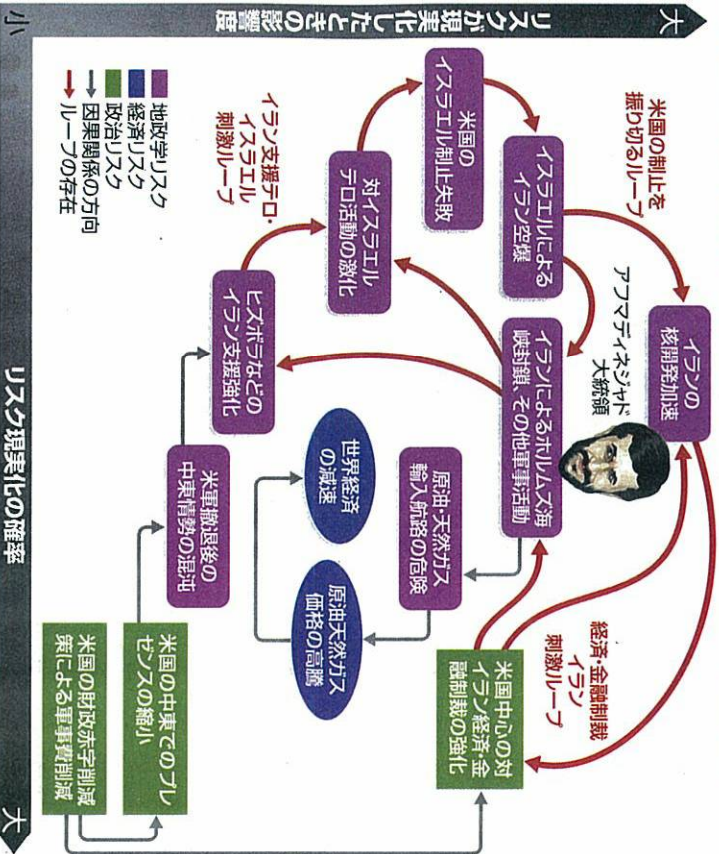 大
リスクが現実化したときの影響度
小
米国の制止を
振り切るループ
イランの
核開発加速
アフマディネジャド
大統領
イスラエルによる
イラン空爆
米国の
イスラエル制止失敗
イランによるホルムズ海
峡封鎖、その他軍事活動
経済・金融制裁
イラン
刺激ループ
対イスラエル
テロ活動の激化
イラン支援テロ・
イスラエル
刺激ループ
原油・天然ガス
輸入航路の危険
米国中心の対
イラン経済・金
融制裁の強化
ヒズボラなどの
イラン支援強化
世界経済
の減速
原油天然ガス
価格の高騰
米軍撤退後の
中東情勢の混沌
米国の中東でのプレ
ゼンスの縮小
米国の財政赤字削減
策による軍事費削減
地政学リスク
経済リスク
政治リスク
因果関係の方向
ループの存在
リスク現実化の確率
大